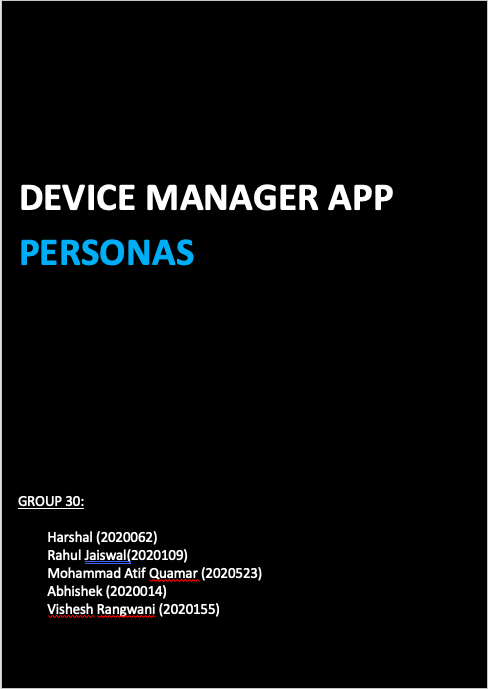 DEVICE MANAGER APP
PERSONAS
GROUP 30:
Harshal (2020062)
Rahul Jaiswal(2020109)
Mohammad Atif Quamar (2020523)
Abhishek (2020014)
Vishesh Rangwani (2020155)